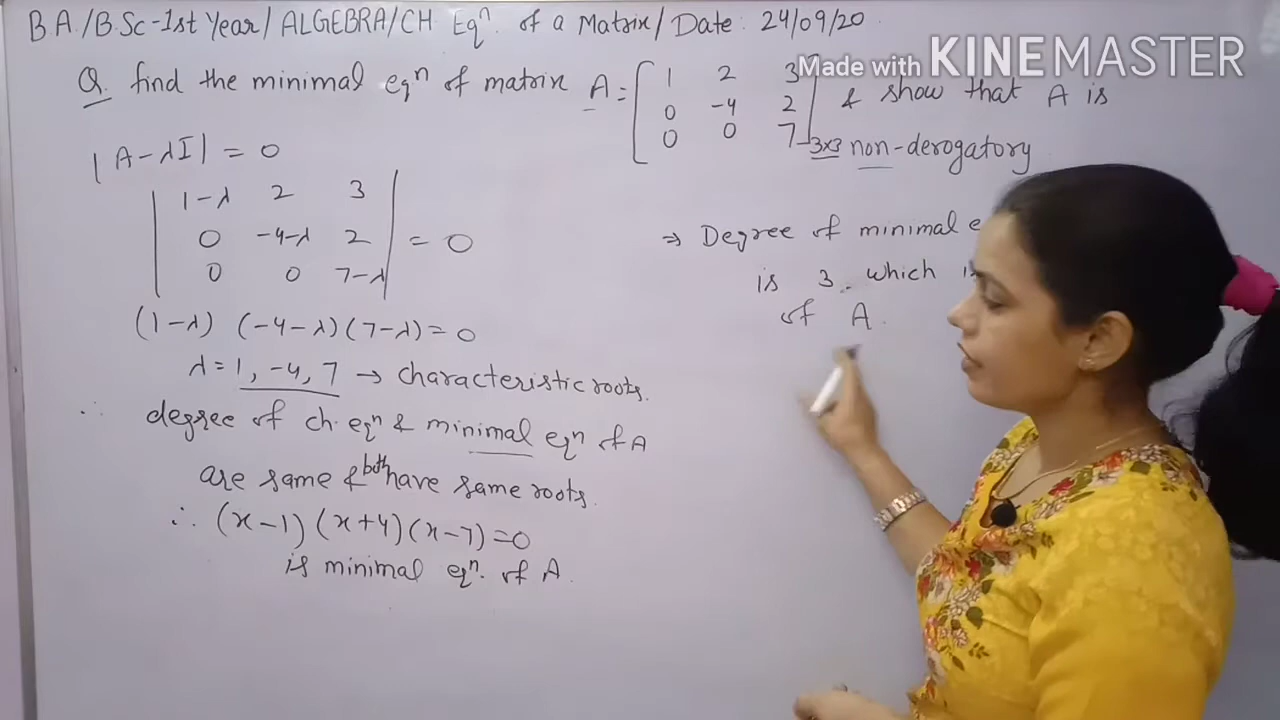 B.A./B.Sc-1st Year/ ALGEBRA/CH Eqⁿ. of a Matrix/ Date: 24/09/20.
Made with KINEMASTER
Q. find the minimal eqⁿ of matrix A = [ 1 2 3
0 -4 2
0 0 7 ]3x3 & show that A is
non-derogatory
|A-λI| = 0
| 1-λ 2 3
0 -4-λ 2
0 0 7-λ | = 0
(1-λ) (-4-λ) (7-λ) = 0
λ = 1, -4, 7 → characteristic roots.
∴ degree of ch. eqⁿ & minimal eqⁿ of A
are same & both have same roots.
∴ (x-1) (x+4) (x-7) = 0
is minimal eqⁿ. of A.
⇒ Degree of minimal
is 3. which
of A.